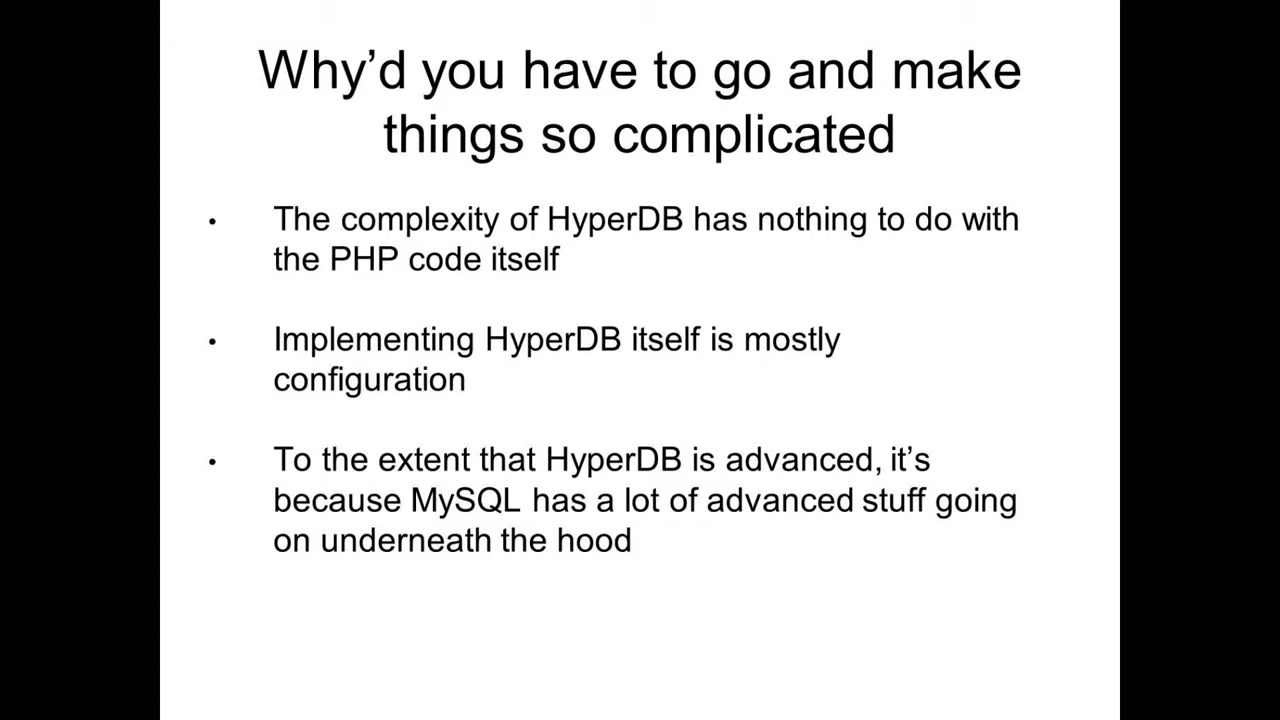 Why’d you have to go and make
things so complicated
• The complexity of HyperDB has nothing to do with
the PHP code itself
• Implementing HyperDB itself is mostly
configuration
• To the extent that HyperDB is advanced, it’s
because MySQL has a lot of advanced stuff going
on underneath the hood